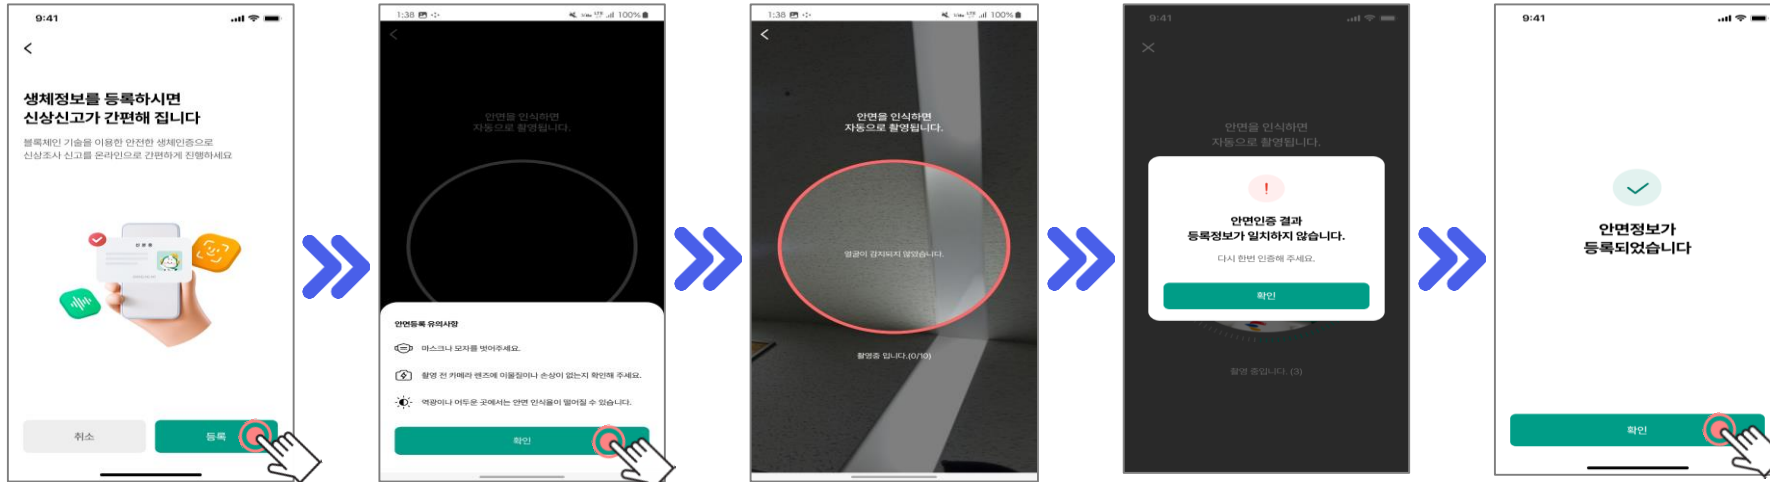 9:41
생체정보를 등록하시면
신상신고가 간편해 집니다
블록체인 기술을 이용한 안전한 생체인증으로
신상조사 신고를 온라인으로 간편하게 진행하세요
취소
등록
1:38
LTE
100%
안면을 인식하면
자동으로 촬영됩니다.
안면등록 유의사항
마스크나 모자를 벗어주세요.
촬영 전 카메라 렌즈에 이물질이나 손상이 없는지 확인해 주세요.
역광이나 어두운 곳에서는 안면 인식율이 떨어질 수 있습니다.
확인
1:38
LTE
100%
안면을 인식하면
자동으로 촬영됩니다.
얼굴이 감지되지 않았습니다.
촬영중 입니다.(0/10)
9:41
안면을 인식하면
자동으로 촬영됩니다.
!
안면인증 결과
등록정보가 일치하지 않습니다.
다시 한번 인증해 주세요.
확인
촬영 중입니다. (3)
9:41
안면정보가
등록되었습니다
확인